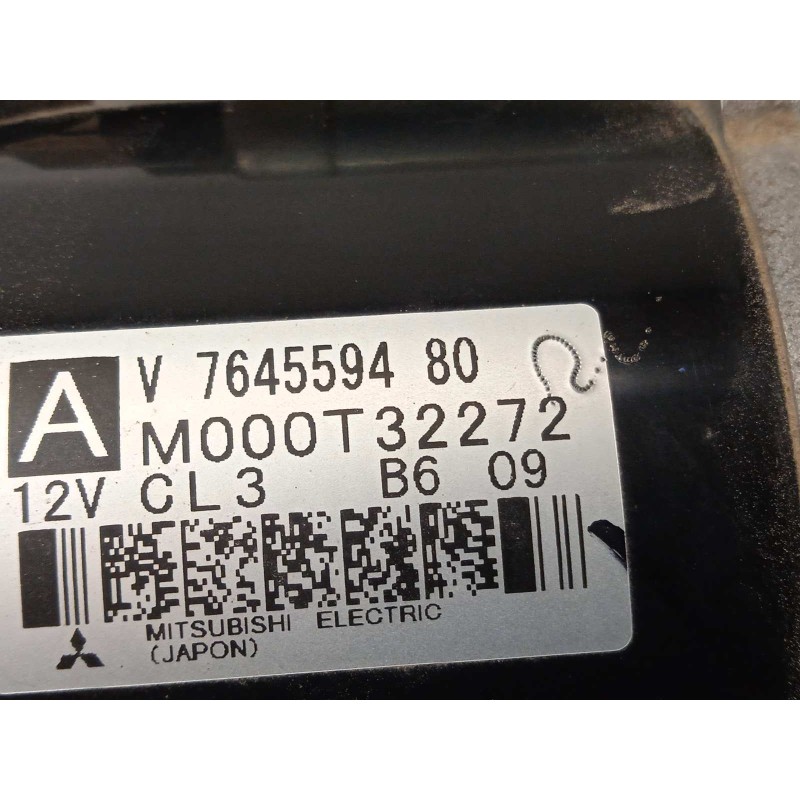 A V 7645594 80
M000T32272
12V CL3 B6 09
MITSUBISHI ELECTRIC
(JAPON)